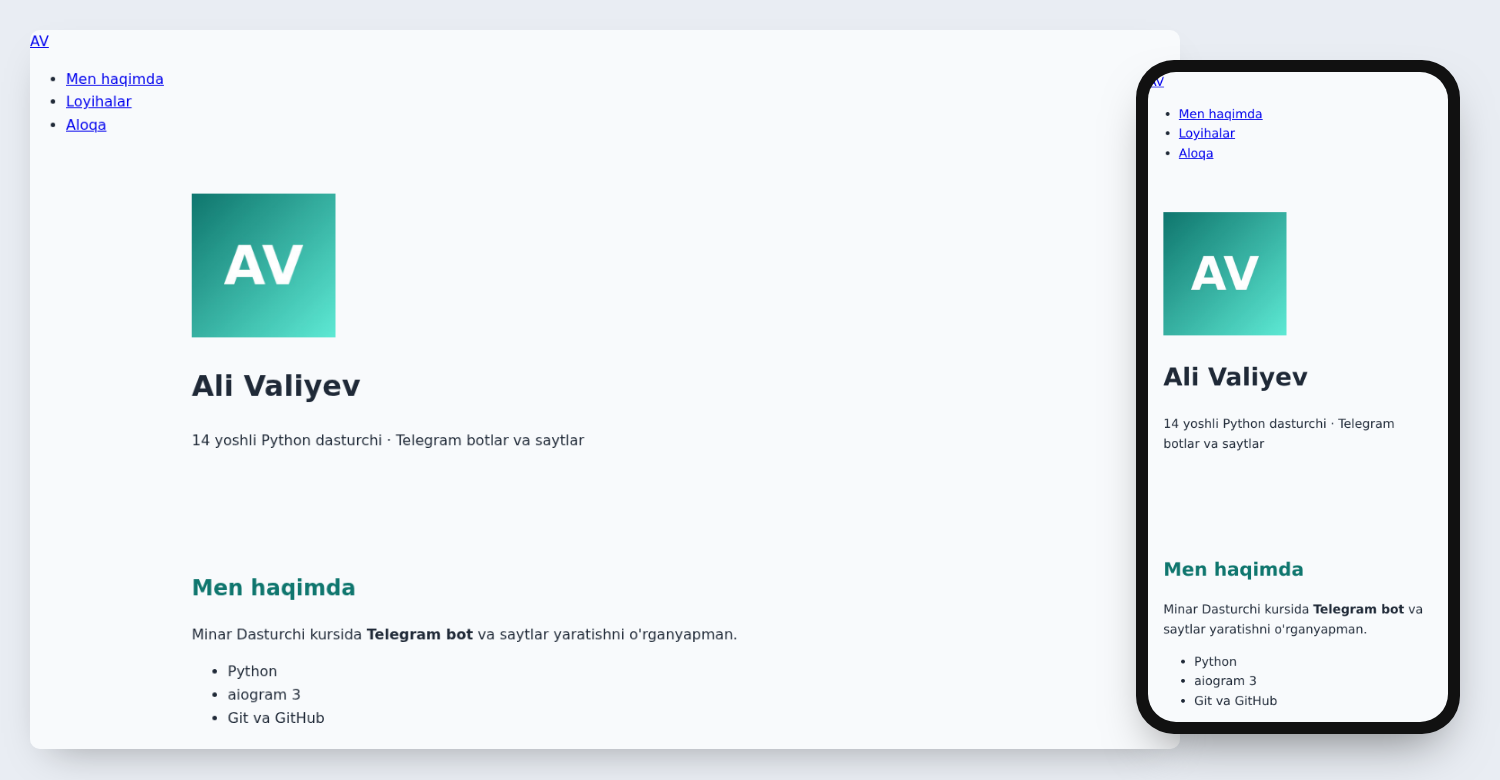 AV
Men haqimda
Loyihalar
Aloqa
AV
Ali Valiyev
14 yoshli Python dasturchi · Telegram botlar va saytlar
Men haqimda
Minar Dasturchi kursida Telegram bot va saytlar yaratishni o'rganyapman.
Python
aiogram 3
Git va GitHub
AV
Men haqimda
Loyihalar
Aloqa
AV
Ali Valiyev
14 yoshli Python dasturchi · Telegram
botlar va saytlar
Men haqimda
Minar Dasturchi kursida Telegram bot va
saytlar yaratishni o'rganyapman.
Python
aiogram 3
Git va GitHub